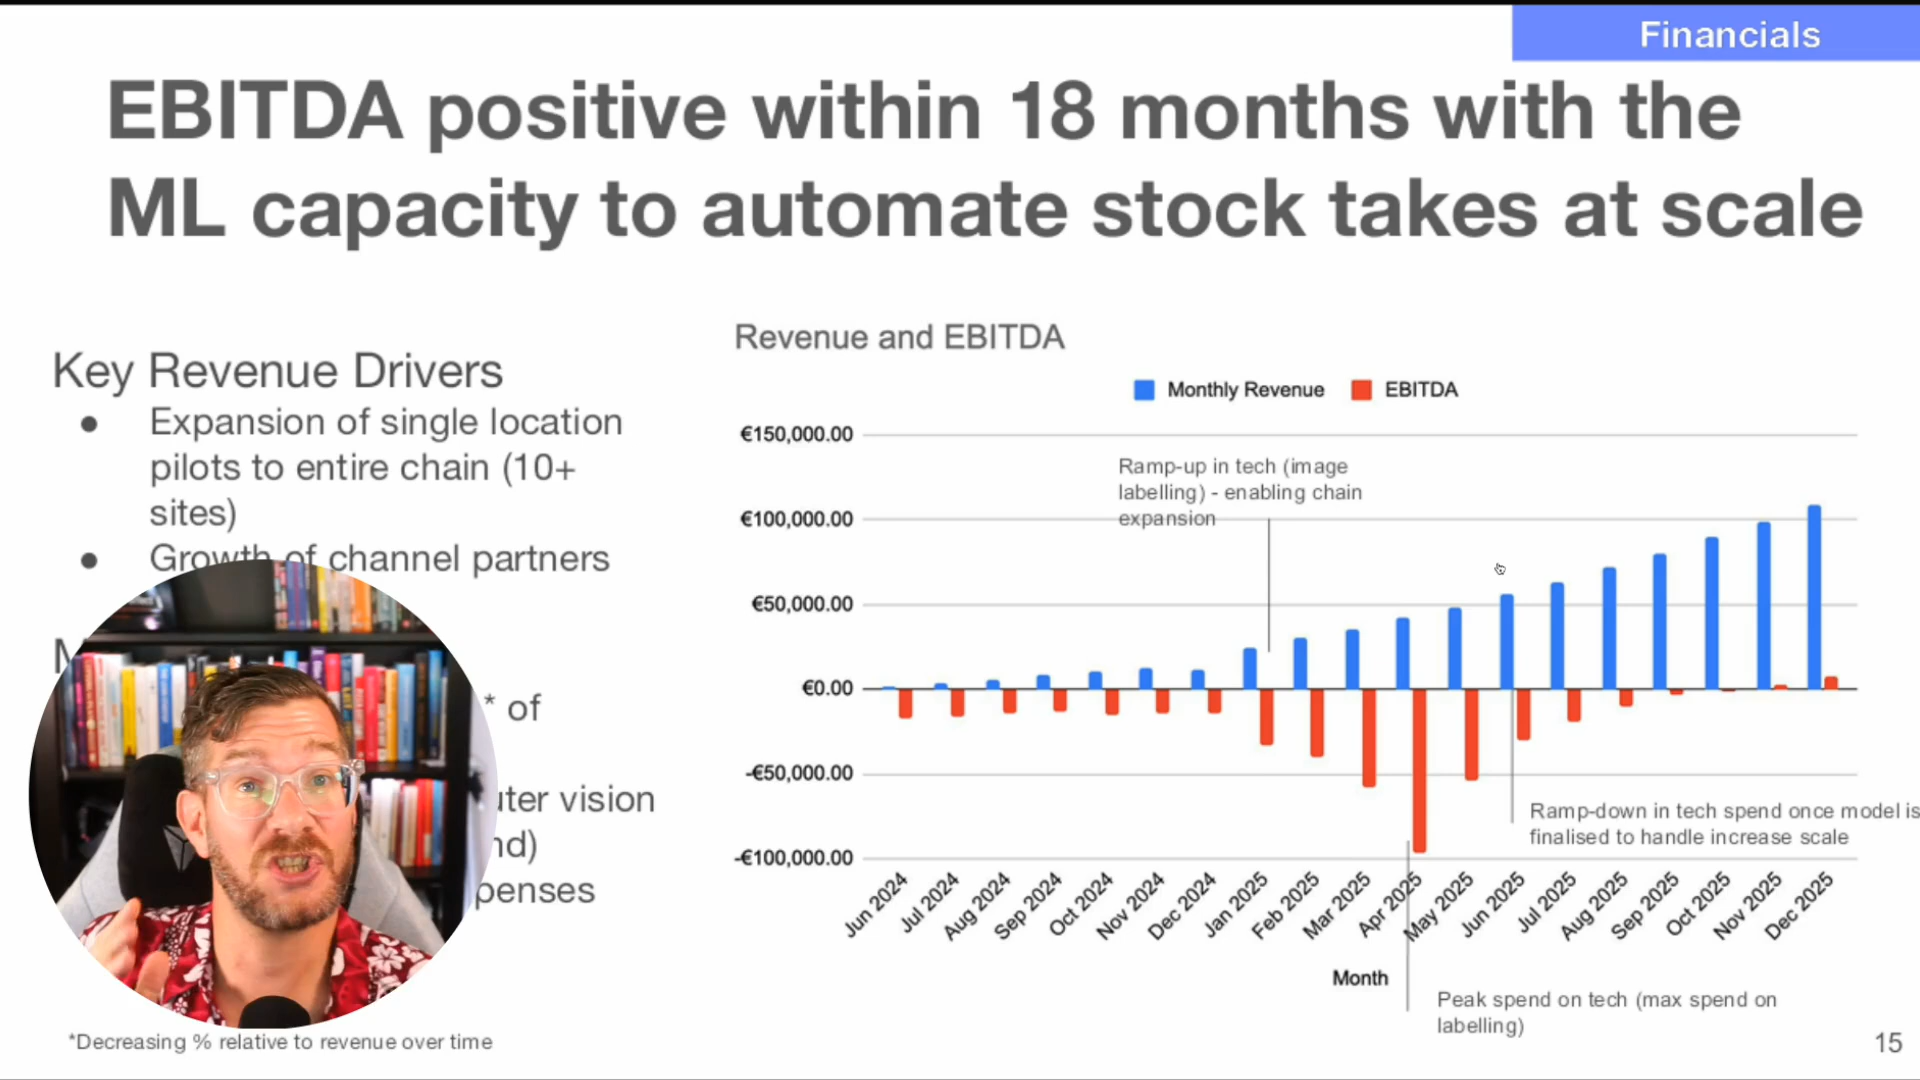 Financials
EBITDA positive within 18 months with the
ML capacity to automate stock takes at scale
Key Revenue Drivers
● Expansion of single location
pilots to entire chain (10+
sites)
● Growth of channel partners
* of
vision
penses
*Decreasing % relative to revenue over time
Revenue and EBITDA
Monthly Revenue
EBITDA
€150,000.00
€100,000.00
€50,000.00
€0.00
-€50,000.00
-€100,000.00
Ramp-up in tech (image
labelling) - enabling chain
expansion
Ramp-down in tech spend once model is
finalised to handle increase scale
Jun 2024
Jul 2024
Aug 2024
Sep 2024
Oct 2024
Nov 2024
Dec 2024
Jan 2025
Feb 2025
Mar 2025
Apr 2025
May 2025
Jun 2025
Jul 2025
Aug 2025
Sep 2025
Oct 2025
Nov 2025
Dec 2025
Month
Peak spend on tech (max spend on
labelling)
15